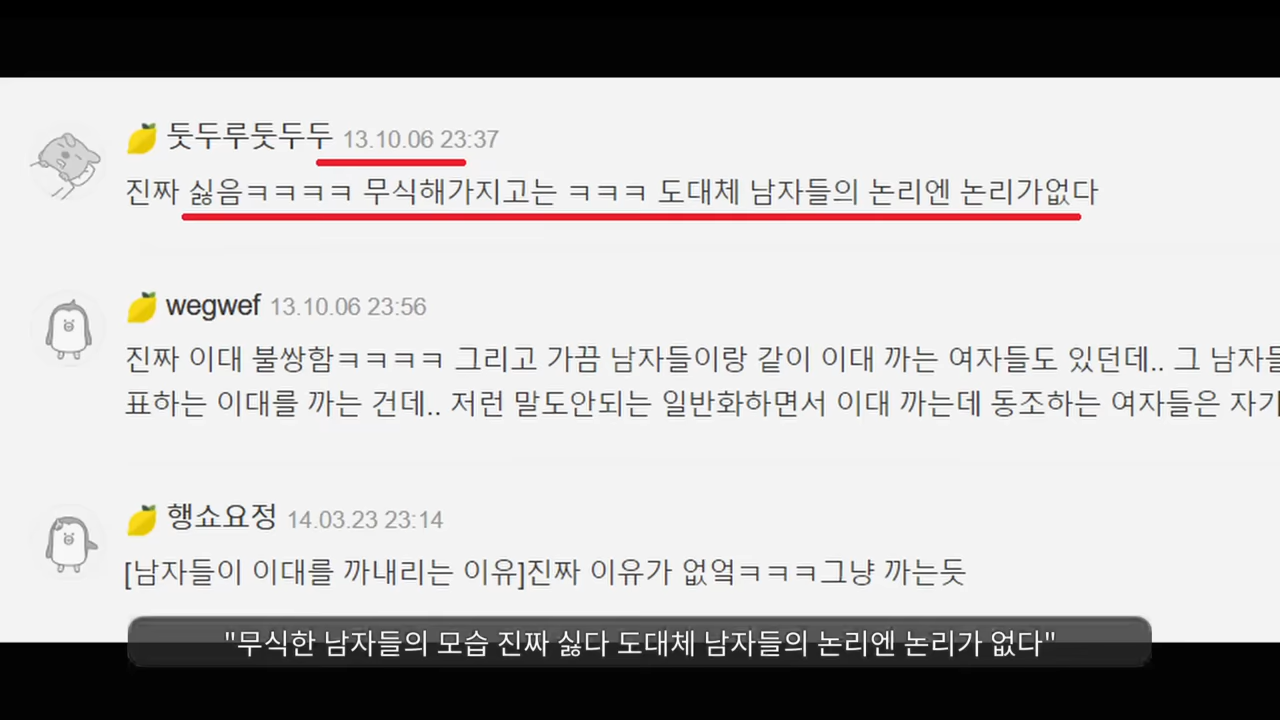 둣두루둣두두 13.10.06 23:37
진짜 싫음ㅋㅋㅋㅋ 무식해가지고는 ㅋㅋㅋ 도대체 남자들의 논리엔 논리가없다
wegwef 13.10.06 23:56
진짜 이대 불쌍함ㅋㅋㅋㅋ 그리고 가끔 남자들이랑 같이 이대 까는 여자들도 있던데.. 그 남자들
표하는 이대를 까는 건데.. 저런 말도안되는 일반화하면서 이대 까는데 동조하는 여자들은 자기
행쇼요정 14.03.23 23:14
[남자들이 이대를 까내리는 이유]진짜 이유가 없엌ㅋㅋㅋ그냥 까는듯
"무식한 남자들의 모습 진짜 싫다 도대체 남자들의 논리엔 논리가 없다"